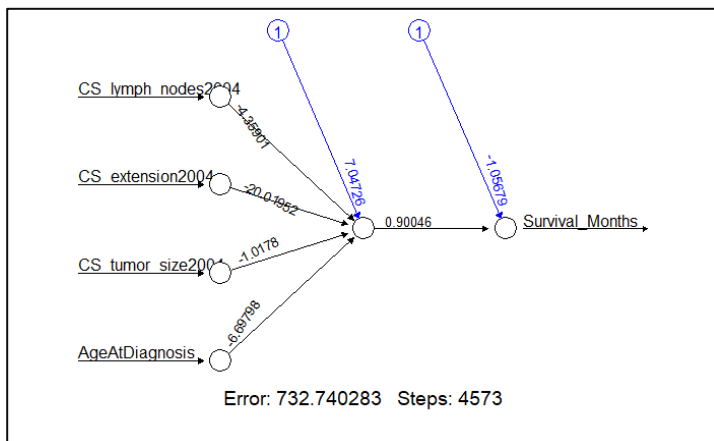 1 1
CS_lymph_nodes2004
-4.35901
CS_extension2004
-20.01952
7.04726
-1.05679
0.90046
Survival_Months
CS_tumor_size2004
-1.0178
AgeAtDiagnosis
-6.69798
Error: 732.740283 Steps: 4573